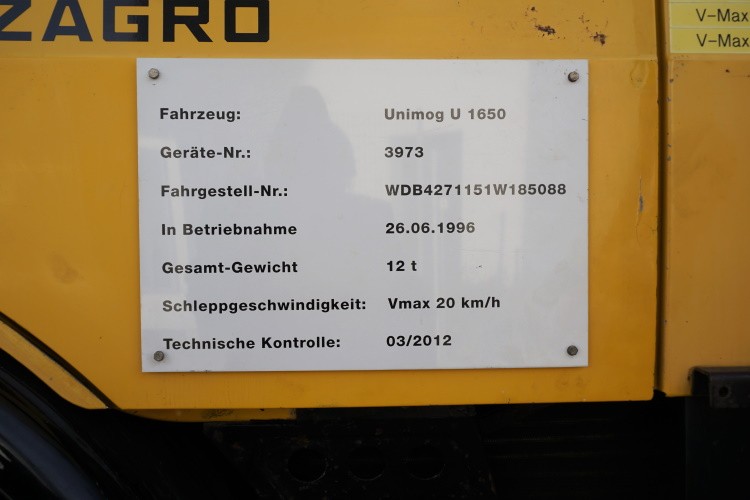 ZAGRO
V-Max
V-Max
Fahrzeug: Unimog U 1650
Geräte-Nr.: 3973
Fahrgestell-Nr.: WDB4271151W185088
In Betriebnahme 26.06.1996
Gesamt-Gewicht 12 t
Schleppgeschwindigkeit: Vmax 20 km/h
Technische Kontrolle: 03/2012